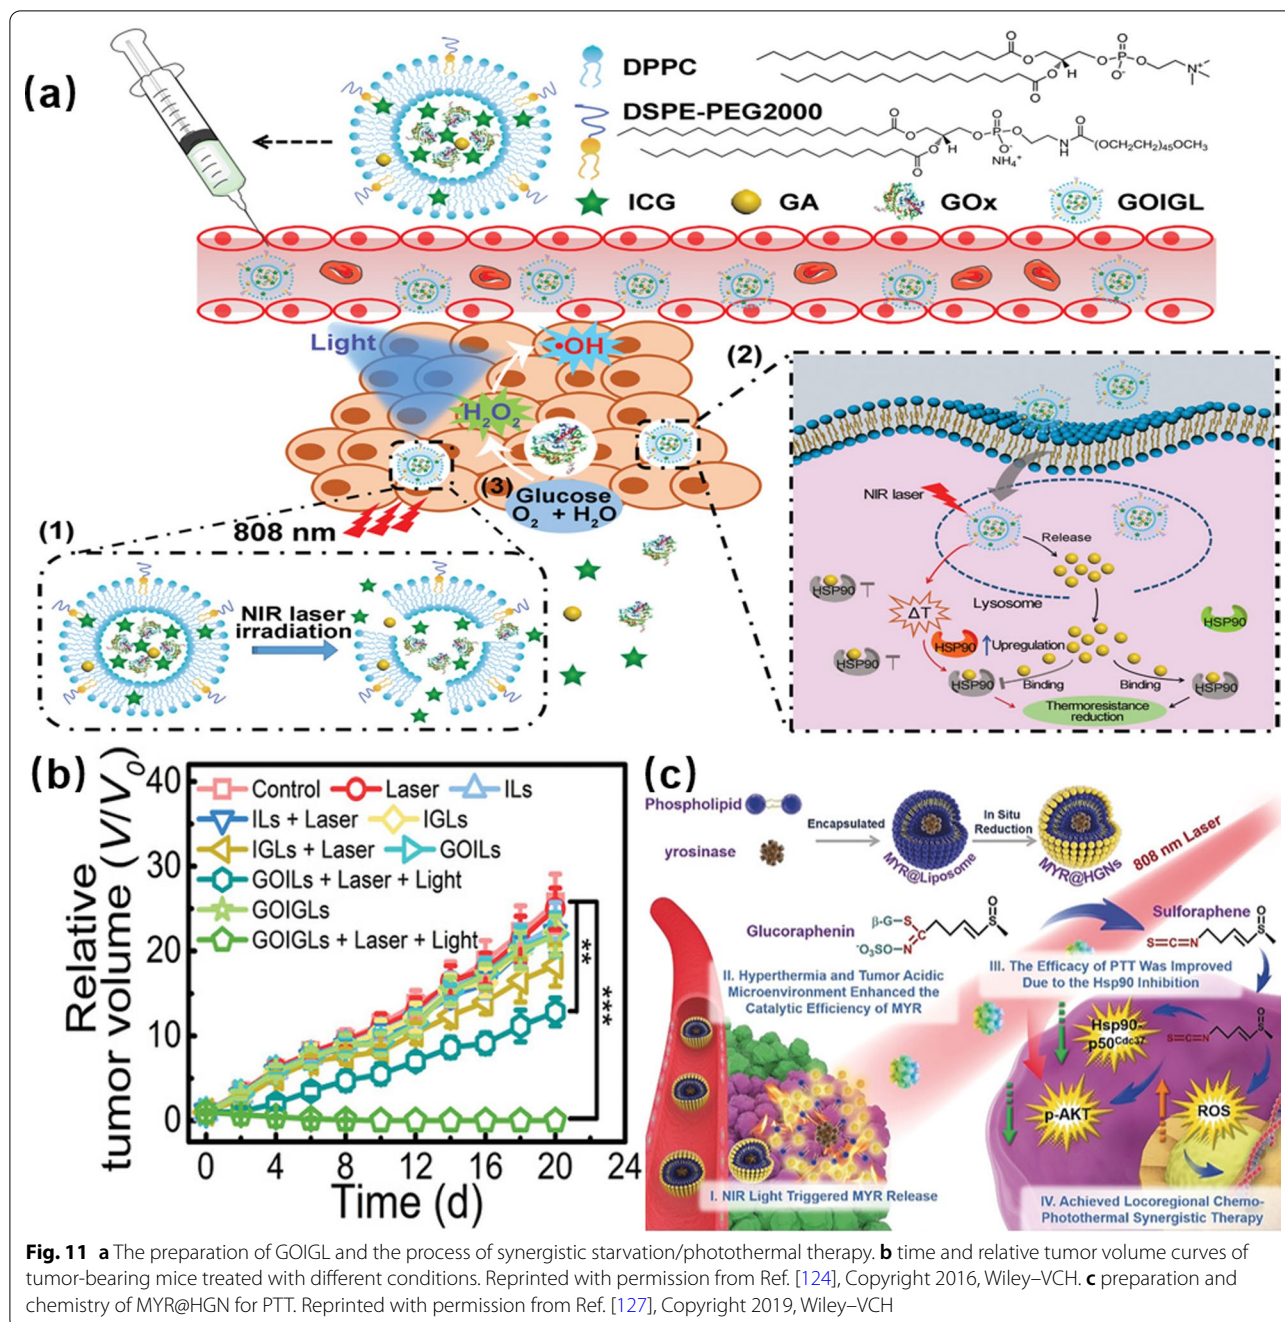 (a)
DPPC
DSPE-PEG2000
ICG
GA
GOx
GOIGL
O
O
O
O
H
O
P
O
O-
O
N+
O
O
O
O
H
O
P
O
O-
NH4+
O
N
H
O
(OCH2CH2)45OCH3
Light
•OH
H2O2
(3)
Glucose
O2 + H2O
808 nm
(1)
NIR laser
irradiation
(2)
NIR laser
Release
Lysosome
HSP90
ΔT
HSP90
HSP90
Upregulation
HSP90
HSP90
Binding
Binding
HSP90
Thermoresistance
reduction
(b)
Relative
tumor volume (V/V0)
40
30
20
10
0
Control
Laser
ILs
ILs + Laser
IGLs
IGLs + Laser
GOILs
GOILs + Laser + Light
GOIGLs
GOIGLs + Laser + Light
**
***
0 4 8 12 16 20 24
Time (d)
(c)
Phospholipid
yrosinase
Encapsulated
MYR@Liposome
In Situ
Reduction
MYR@HGNs
808 nm Laser
Glucoraphenin
β-G
S
C
-O3SO-N
O
S
Sulforaphene
S=C=N
O
S
II. Hyperthermia and Tumor Acidic
Microenvironment Enhanced the
Catalytic Efficiency of MYR
III. The Efficacy of PTT Was Improved
Due to the Hsp90 Inhibition
Hsp90-
p50Cdc37
S=C=N
O
S
p-AKT
ROS
I. NIR Light Triggered MYR Release
IV. Achieved Locoregional Chemo-
Photothermal Synergistic Therapy
Fig. 11 a The preparation of GOIGL and the process of synergistic starvation/photothermal therapy. b time and relative tumor volume curves of
tumor-bearing mice treated with different conditions. Reprinted with permission from Ref. [124], Copyright 2016, Wiley–VCH. c preparation and
chemistry of MYR@HGN for PTT. Reprinted with permission from Ref. [127], Copyright 2019, Wiley–VCH